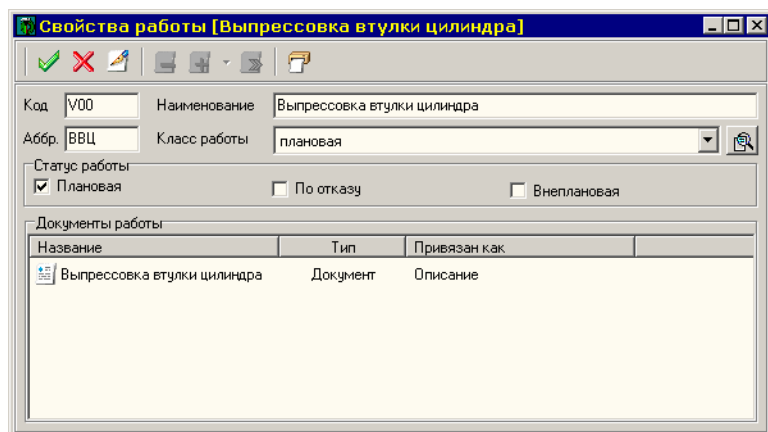 Свойства работы [Выпрессовка втулки цилиндра]
Код V00 Наименование Выпрессовка втулки цилиндра
Аббр. ВВЦ Класс работы плановая
Статус работы
Плановая По отказу Внеплановая
Документы работы
Название Тип Привязан как
Выпрессовка втулки цилиндра Документ Описание